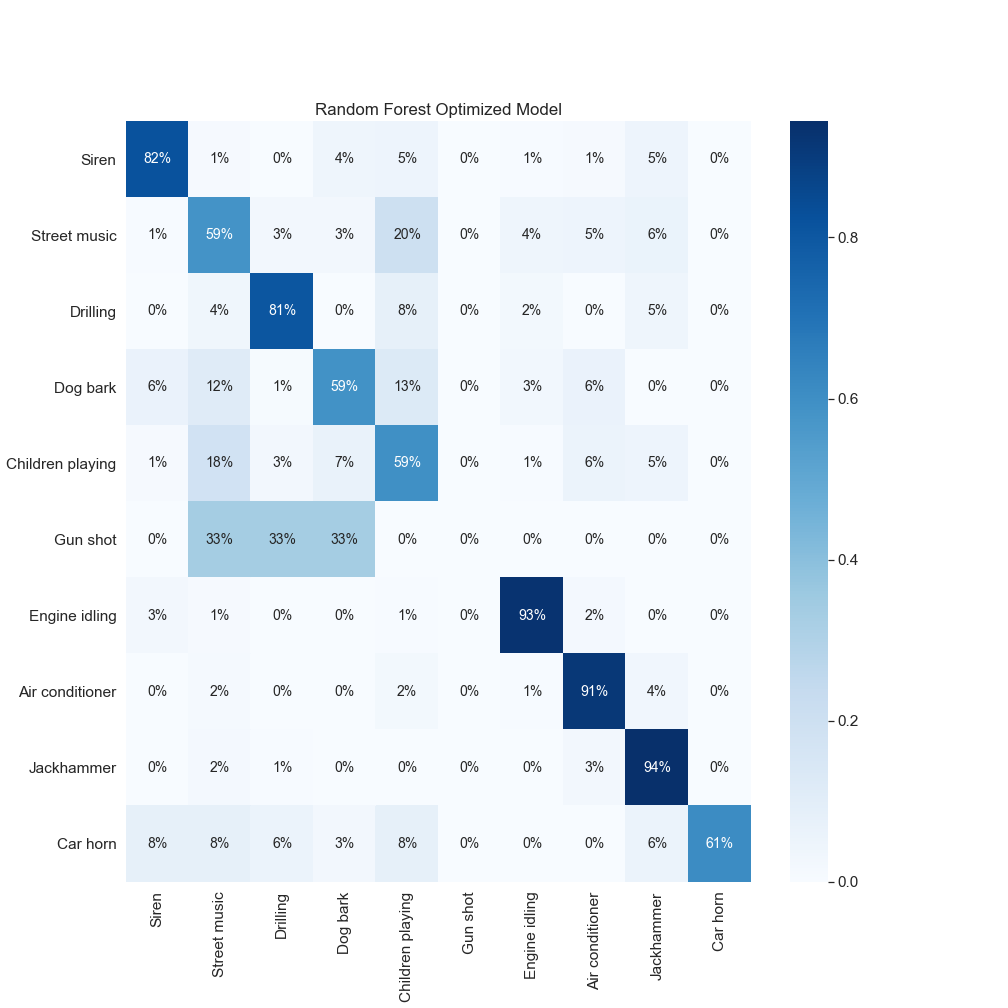 Random Forest Optimized Model
Siren 82% 1% 0% 4% 5% 0% 1% 1% 5% 0%
Street music 1% 59% 3% 3% 20% 0% 4% 5% 6% 0%
Drilling 0% 4% 81% 0% 8% 0% 2% 0% 5% 0%
Dog bark 6% 12% 1% 59% 13% 0% 3% 6% 0% 0%
Children playing 1% 18% 3% 7% 59% 0% 1% 6% 5% 0%
Gun shot 0% 33% 33% 33% 0% 0% 0% 0% 0% 0%
Engine idling 3% 1% 0% 0% 1% 0% 93% 2% 0% 0%
Air conditioner 0% 2% 0% 0% 2% 0% 1% 91% 4% 0%
Jackhammer 0% 2% 1% 0% 0% 0% 0% 3% 94% 0%
Car horn 8% 8% 6% 3% 8% 0% 0% 0% 6% 61%
Siren
Street music
Drilling
Dog bark
Children playing
Gun shot
Engine idling
Air conditioner
Jackhammer
Car horn
0.8
0.6
0.4
0.2
0.0